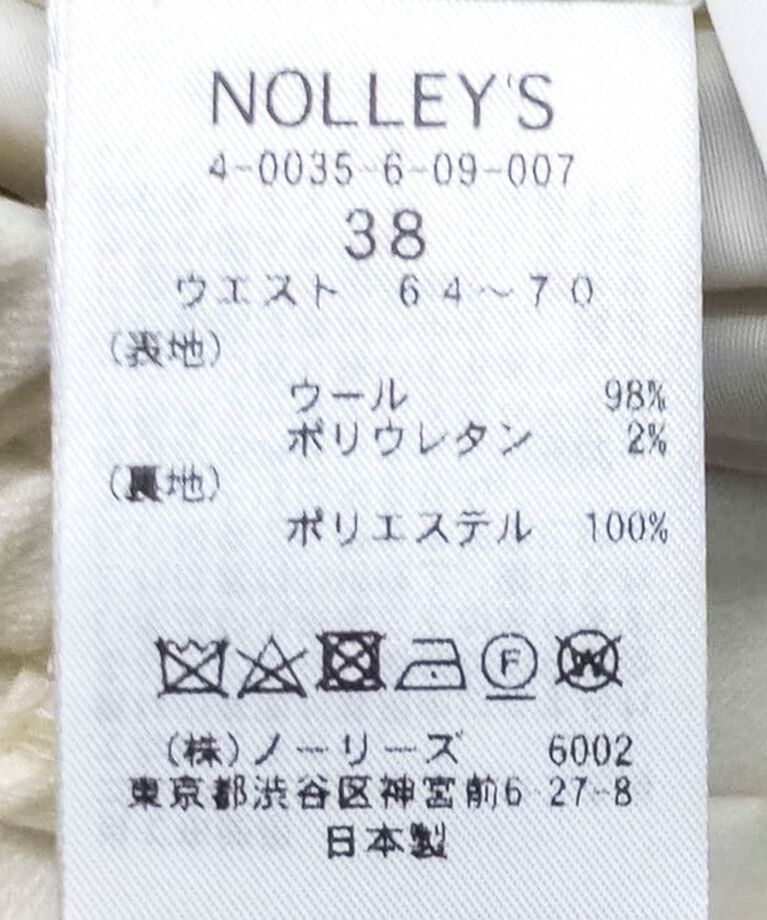 NOLLEY'S
4-0035-6-09-007
38
ウエスト 64～70
(表地)
ウール 98%
ポリウレタン 2%
(裏地)
ポリエステル 100%
F W
(株)ノーリーズ 6002
東京都渋谷区神宮前6-27-8
日本製